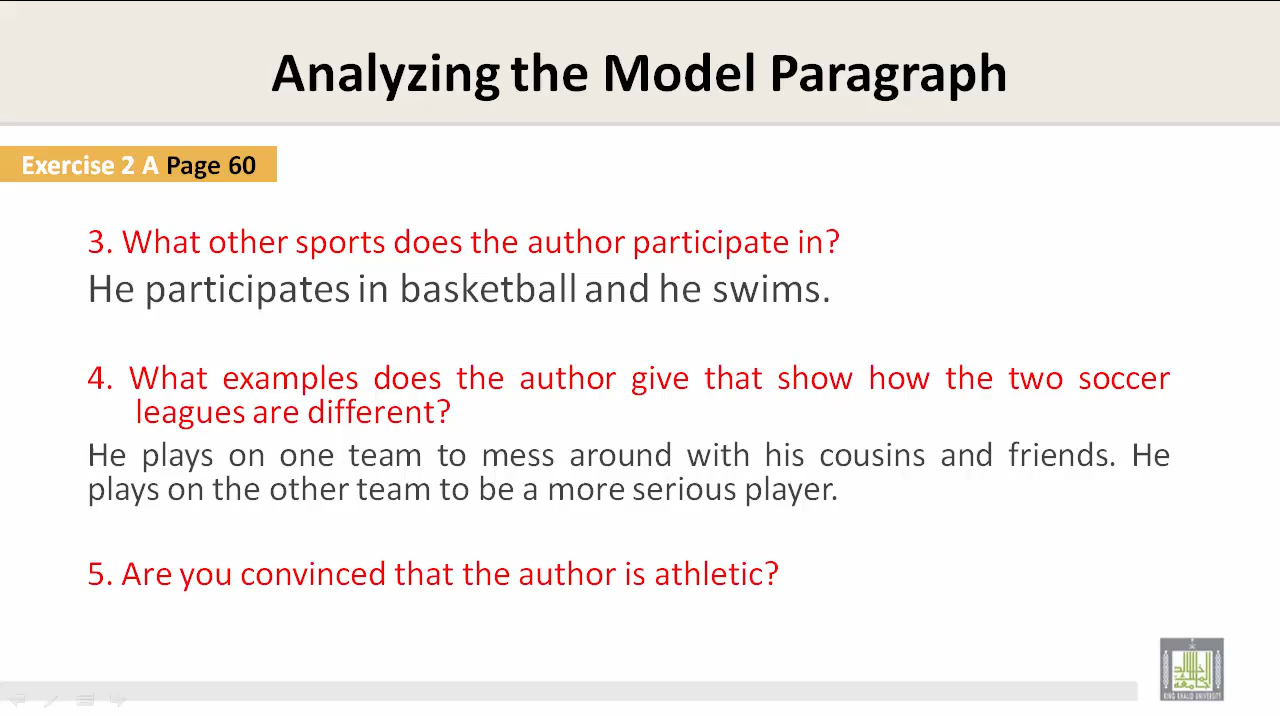 Analyzing the Model Paragraph
Exercise 2 A Page 60
3. What other sports does the author participate in?
He participates in basketball and he swims.
4. What examples does the author give that show how the two soccer
leagues are different?
He plays on one team to mess around with his cousins and friends. He
plays on the other team to be a more serious player.
5. Are you convinced that the author is athletic?
KING KHALID UNIVERSITY